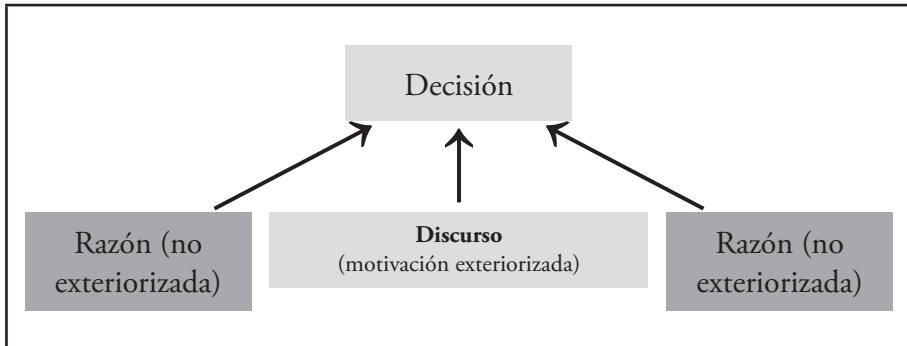 Decisión
Razón (no
exteriorizada)
Discurso
(motivación exteriorizada)
Razón (no
exteriorizada)